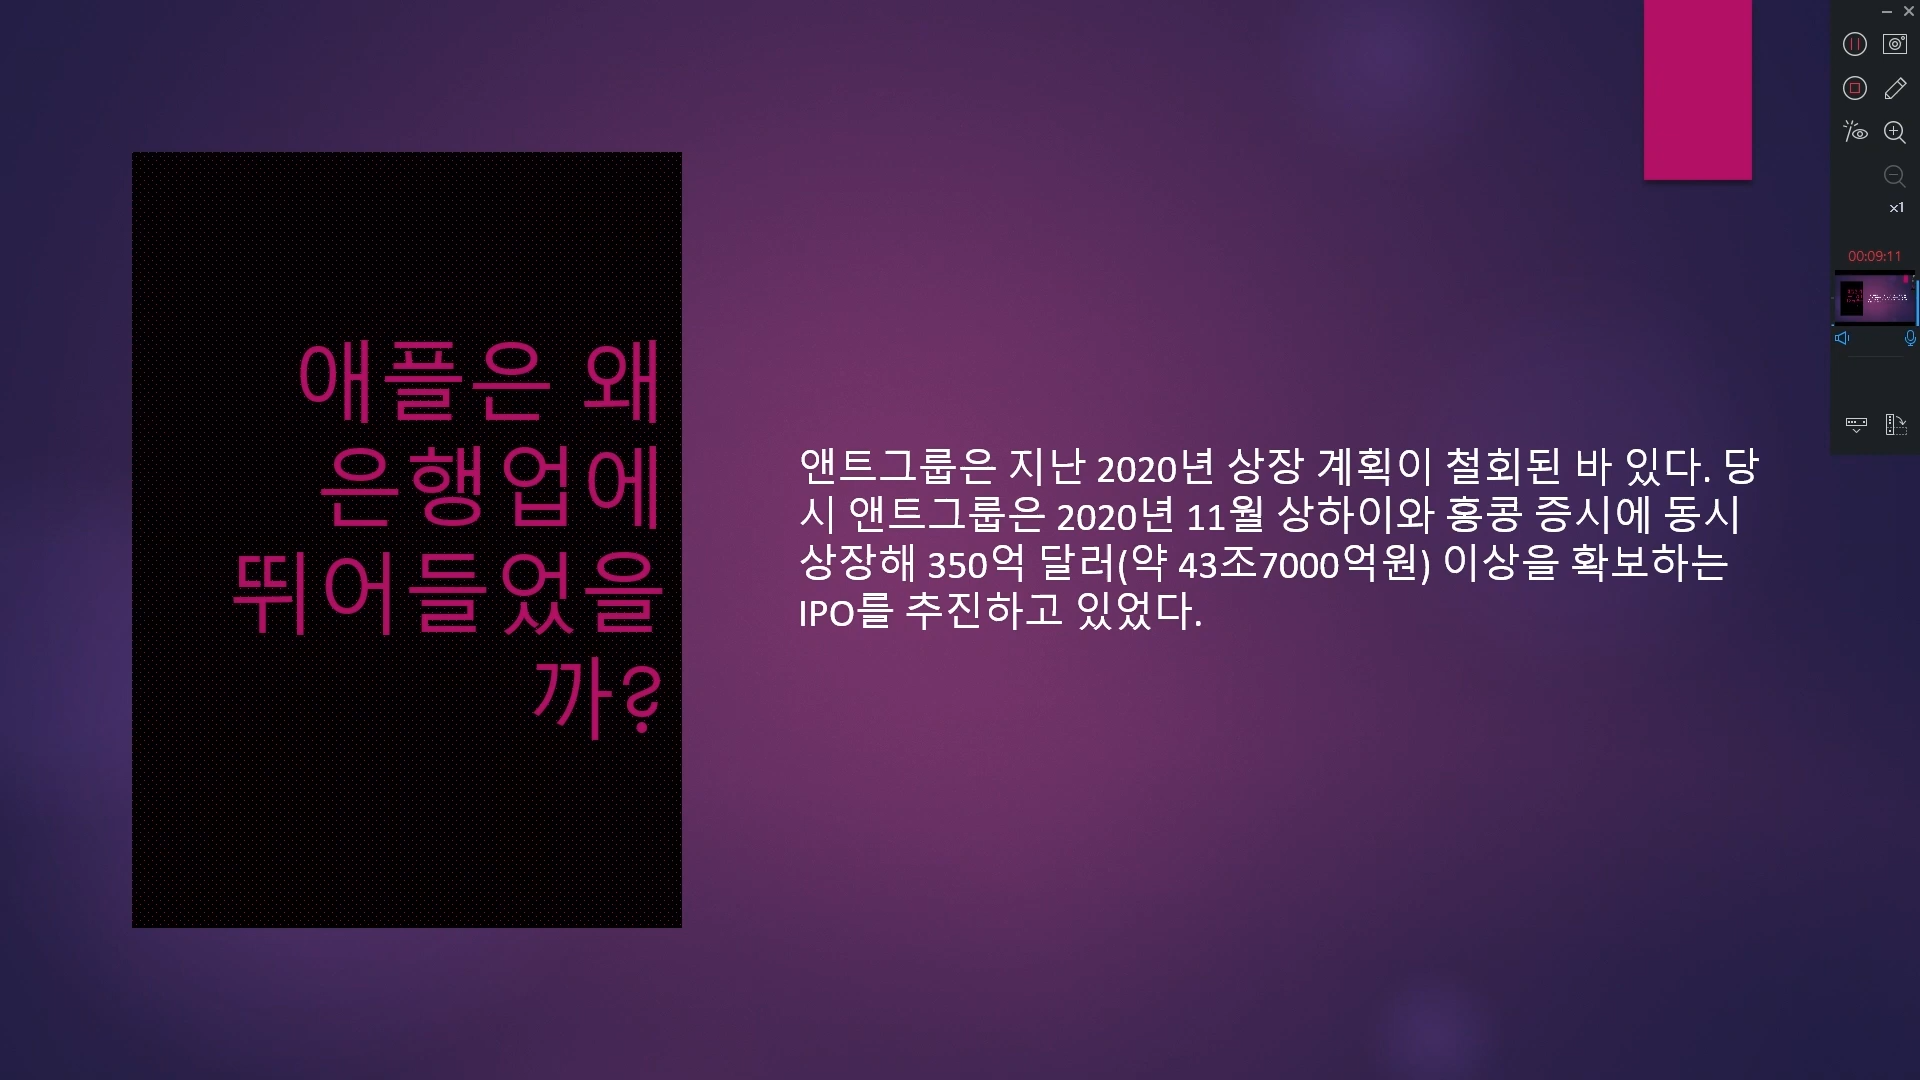 애플은 왜
은행업에
뛰어들었을
까?
앤트그룹은 지난 2020년 상장 계획이 철회된 바 있다. 당
시 앤트그룹은 2020년 11월 상하이와 홍콩 증시에 동시
상장해 350억 달러(약 43조7000억원) 이상을 확보하는
IPO를 추진하고 있었다.
x1
00:09:11